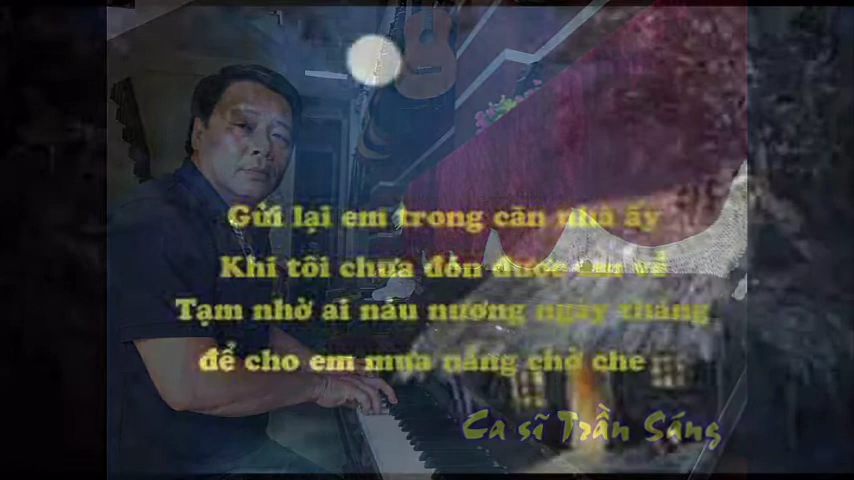 Gửi lại em trong căn nhà ấy
Khi tôi chưa đón được em về
Tạm nhờ ai náu nương ngày tháng
để cho em mưa nắng chở che
Ca sĩ Trần Sáng